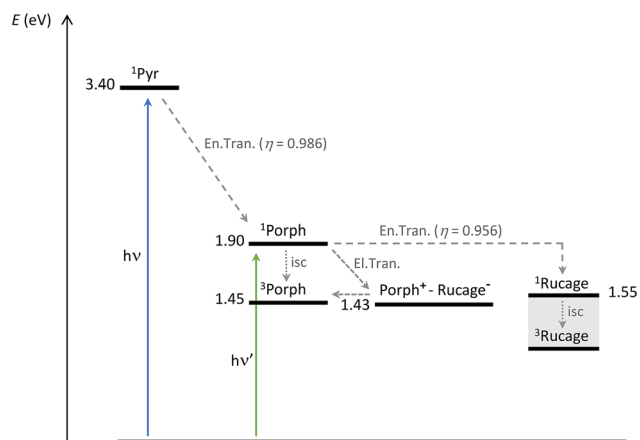 E (eV)
¹Pyr
3.40
En.Tran. (η = 0.986)
¹Porph
En.Tran. (η = 0.956)
1.90
hν
isc
El.Tran.
³Porph
Porph⁺ - Rucage⁻
¹Rucage
1.45
1.43
1.55
isc
³Rucage
hν’